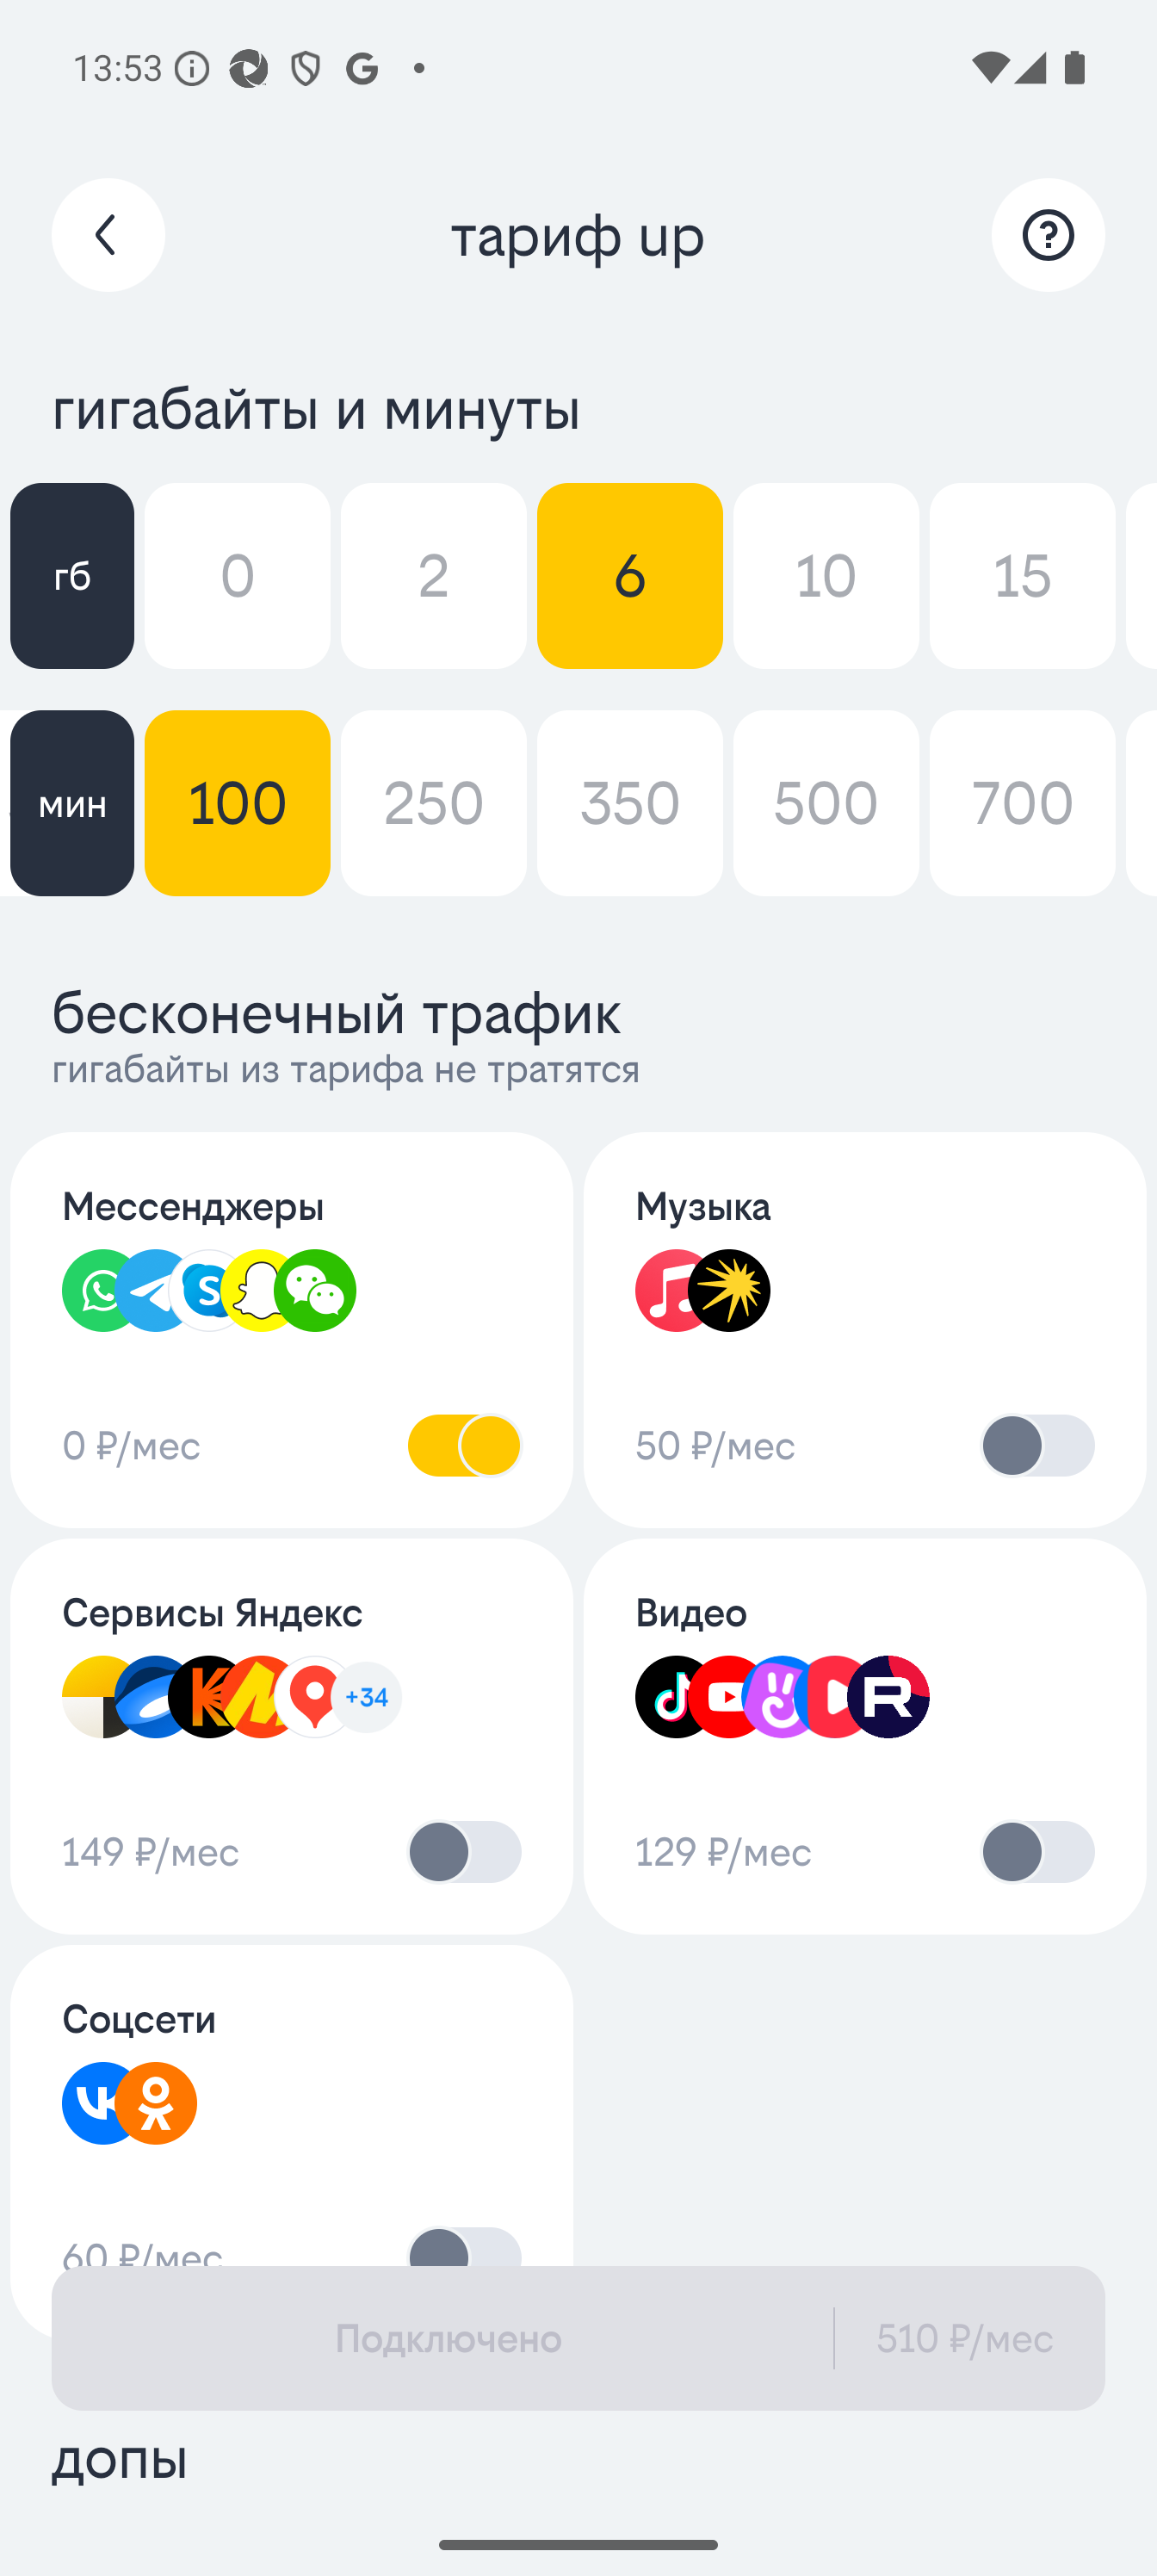 13:53
тариф up
гигабайты и минуты
гб 0 2 6 10 15
мин 100 250 350 500 700
бесконечный трафик
гигабайты из тарифа не тратятся
Мессенджеры
0 ₽/мес
Музыка
50 ₽/мес
Сервисы Яндекс
+34
149 ₽/мес
Видео
129 ₽/мес
Соцсети
60 ₽/мес
Подключено 510 ₽/мес
допы